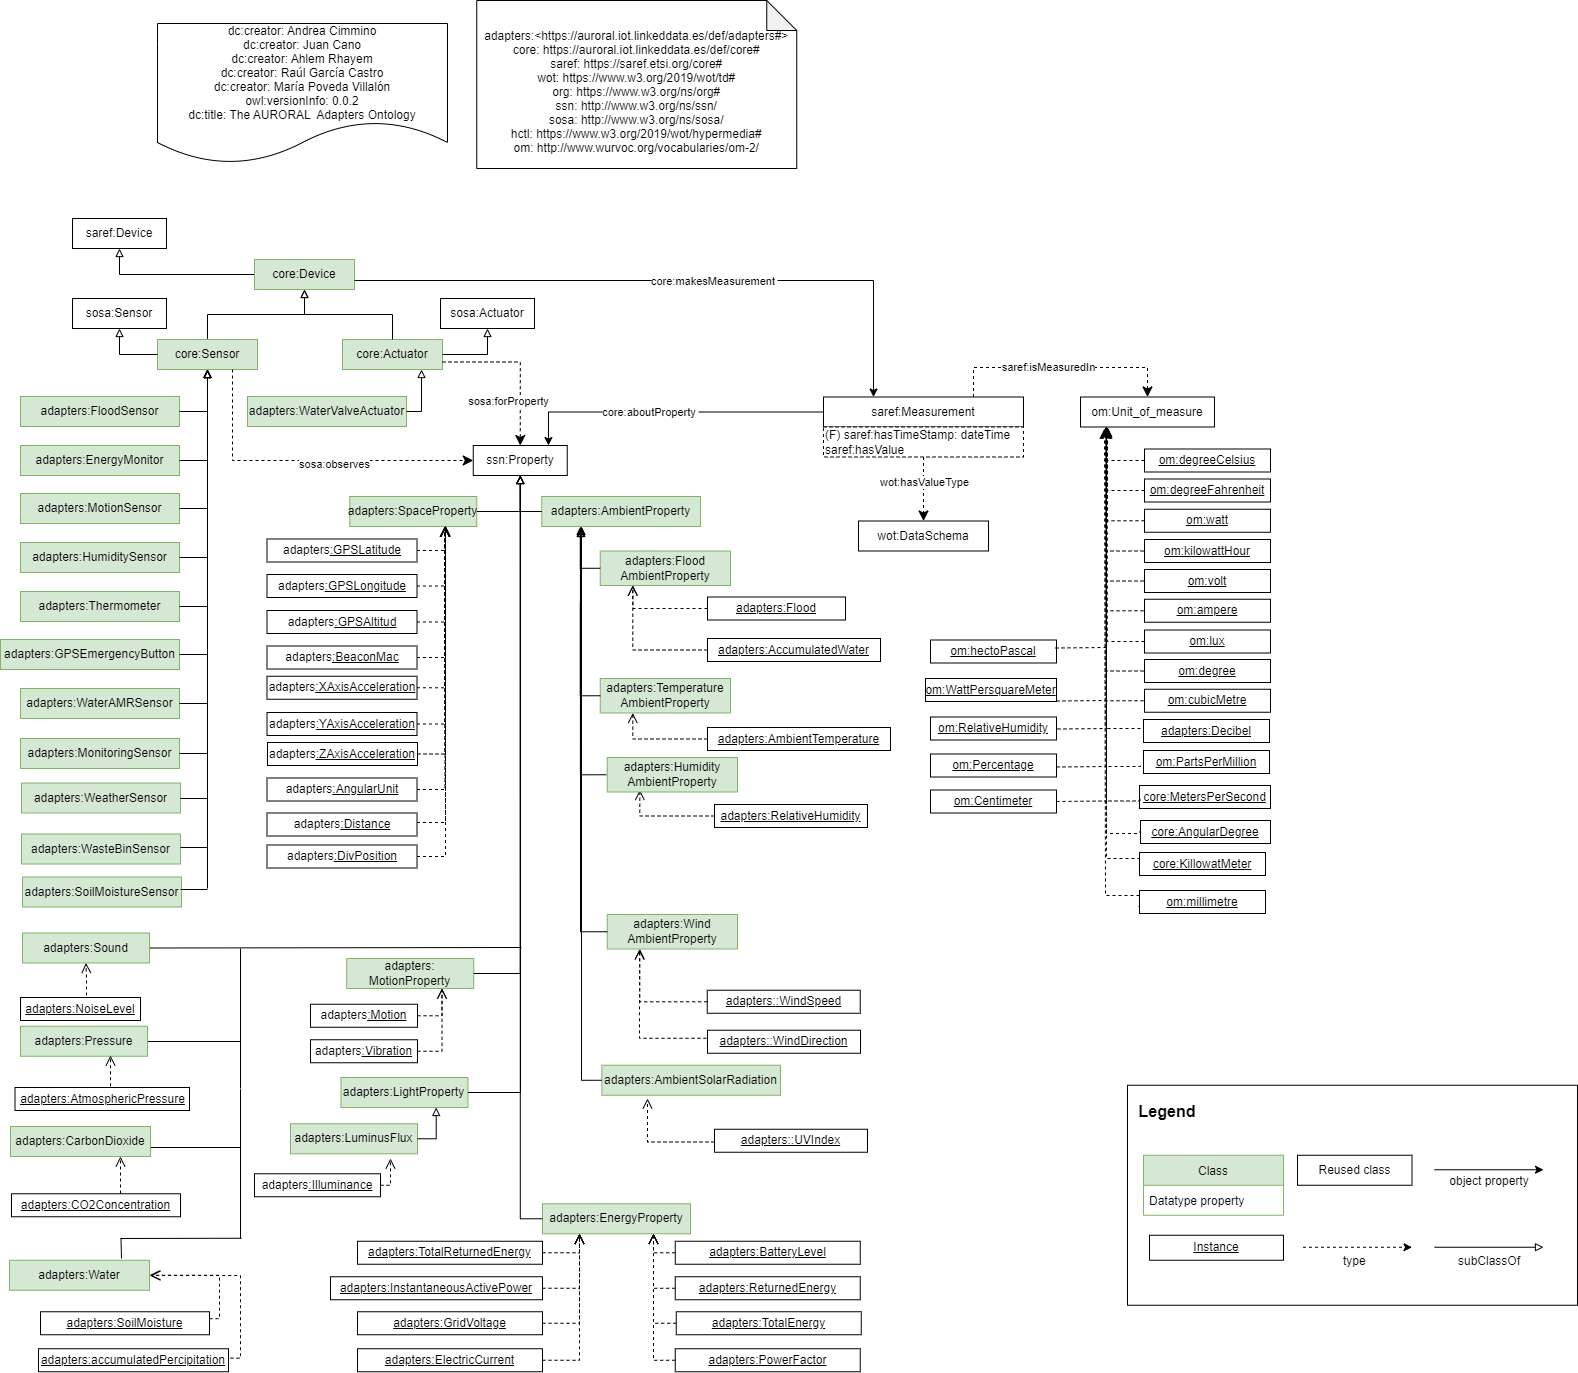 dc:creator: Andrea Cimmino
dc:creator: Juan Cano
dc:creator: Ahlem Rhayem
dc:creator: Raúl García Castro
dc:creator: María Poveda Villalón
owl:versionInfo: 0.0.2
dc:title: The AURORAL  Adapters Ontology
adapters:<https://auroral.iot.linkeddata.es/def/adapters#>
core: https://auroral.iot.linkeddata.es/def/core#
saref: https://saref.etsi.org/core#
wot: https://www.w3.org/2019/wot/td#
org: https://www.w3.org/ns/org#
ssn: http://www.w3.org/ns/ssn/
sosa: http://www.w3.org/ns/sosa/
hctl: https://www.w3.org/2019/wot/hypermedia#
om: http://www.wurvoc.org/vocabularies/om-2/
saref:Device
core:Device
core:makesMeasurement
sosa:Sensor
sosa:Actuator
core:Sensor
core:Actuator
saref:isMeasuredIn
adapters:FloodSensor
adapters:WaterValveActuator
sosa:forProperty
core:aboutProperty
saref:Measurement
(F) saref:hasTimeStamp: dateTime
saref:hasValue
om:Unit_of_measure
adapters:EnergyMonitor
sosa:observes
ssn:Property
wot:hasValueType
wot:DataSchema
adapters:MotionSensor
adapters:HumiditySensor
adapters:Thermometer
adapters:GPSEmergencyButton
adapters:WaterAMRSensor
adapters:MonitoringSensor
adapters:WeatherSensor
adapters:WasteBinSensor
adapters:SoilMoistureSensor
adapters:SpaceProperty
adapters:GPSLatitude
adapters:GPSLongitude
adapters:GPSAltitud
adapters:BeaconMac
adapters:XAxisAcceleration
adapters:YAxisAcceleration
adapters:ZAxisAcceleration
adapters:AngularUnit
adapters:Distance
adapters:DivPosition
adapters:AmbientProperty
adapters:Flood
AmbientProperty
adapters:Flood
adapters:AccumulatedWater
adapters:Temperature
AmbientProperty
adapters:AmbientTemperature
adapters:Humidity
AmbientProperty
adapters:RelativeHumidity
adapters:Wind
AmbientProperty
adapters::WindSpeed
adapters::WindDirection
adapters:AmbientSolarRadiation
adapters::UVIndex
om:degreeCelsius
om:degreeFahrenheit
om:watt
om:kilowattHour
om:volt
om:ampere
om:lux
om:degree
om:cubicMetre
adapters:Decibel
om:PartsPerMillion
core:MetersPerSecond
core:AngularDegree
core:KillowatMeter
om:millimetre
om:hectoPascal
om:WattPersquareMeter
om:RelativeHumidity
om:Percentage
om:Centimeter
adapters:Sound
adapters:NoiseLevel
adapters:Pressure
adapters:AtmosphericPressure
adapters:CarbonDioxide
adapters:CO2Concentration
adapters:Water
adapters:SoilMoisture
adapters:accumulatedPercipitation
adapters:
MotionProperty
adapters:Motion
adapters:Vibration
adapters:LightProperty
adapters:LuminusFlux
adapters:Illuminance
adapters:EnergyProperty
adapters:TotalReturnedEnergy
adapters:InstantaneousActivePower
adapters:GridVoltage
adapters:ElectricCurrent
adapters:BatteryLevel
adapters:ReturnedEnergy
adapters:TotalEnergy
adapters:PowerFactor
Legend
Class
Datatype property
Reused class
object property
Instance
type
subClassOf